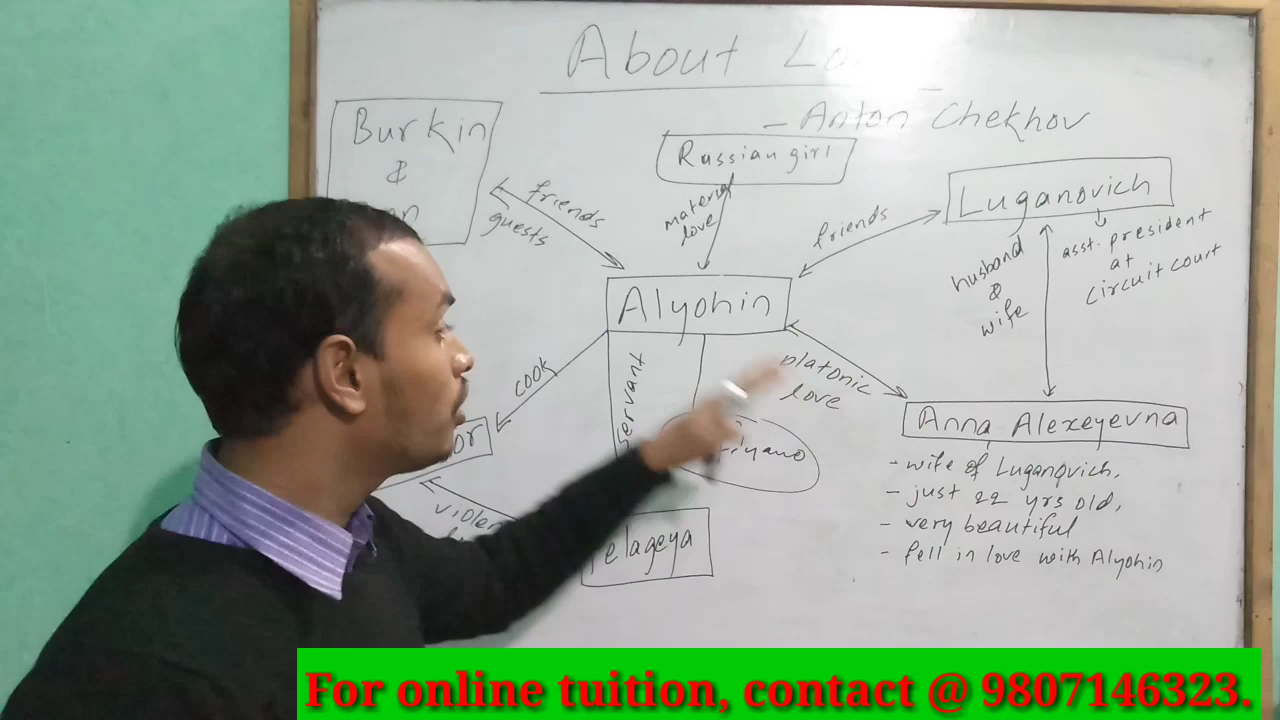 About
- Anton Chekhov
Burkin
&
Russian girl
Luganovich
friends
guests
material
love
friends
husband
&
wife
asst. president
at
circuit court
Alyohin
cook
servant
platonic
love
Anna Alexeyevna
- wife of Luganovich,
- just 22 yrs old,
- very beautiful
- fell in love with Alyohin
Pelageya
For online tuition, contact @ 9807146323.